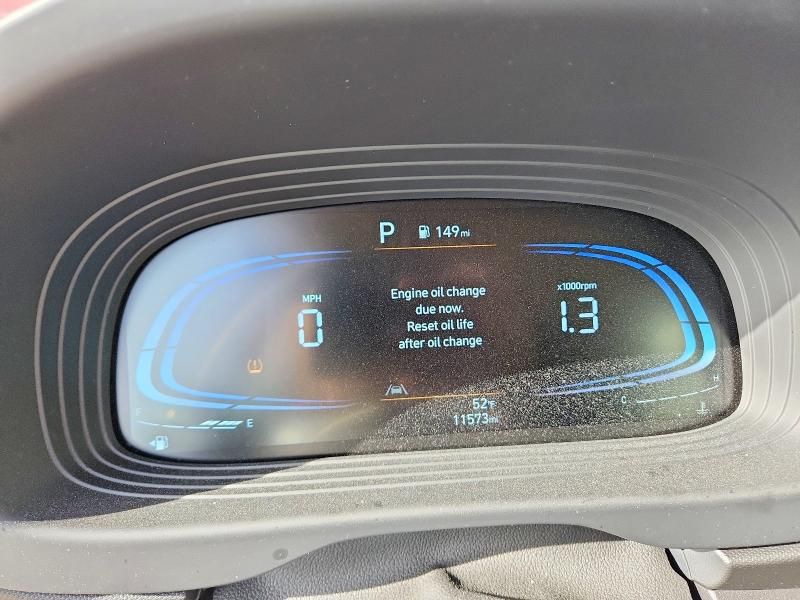 P 149mi
MPH
0
Engine oil change
due now.
Reset oil life
after oil change
x1000rpm
1.3
F
E
52°F
11573mi
C
H